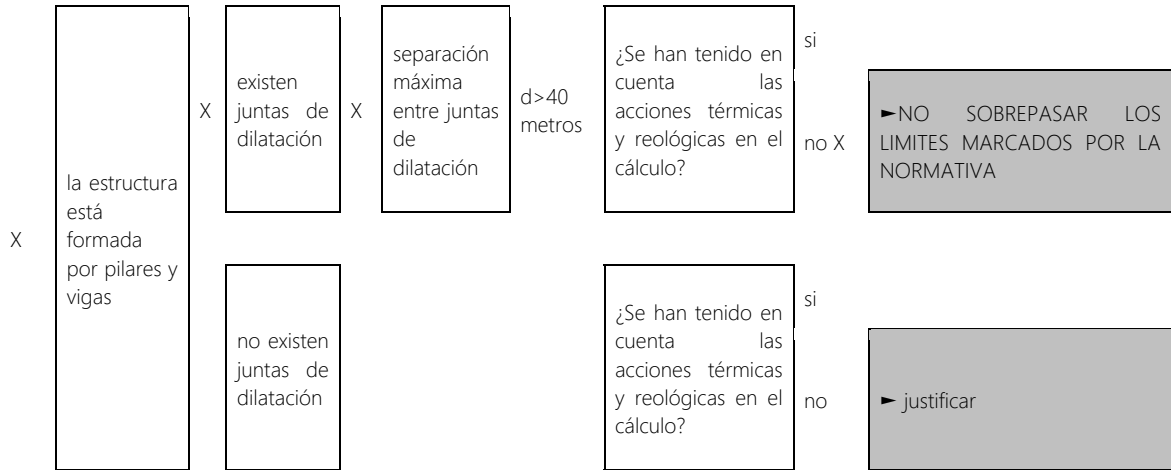 X
la estructura
está
formada
por pilares y
vigas
X
existen
juntas de
dilatación
X
separación
máxima
entre juntas
de
dilatación
d>40
metros
¿Se han tenido en
cuenta las
acciones térmicas
y reológicas en el
cálculo?
si
no X
►NO SOBREPASAR LOS
LIMITES MARCADOS POR LA
NORMATIVA
no existen
juntas de
dilatación
¿Se han tenido en
cuenta las
acciones térmicas
y reológicas en el
cálculo?
si
no
► justificar